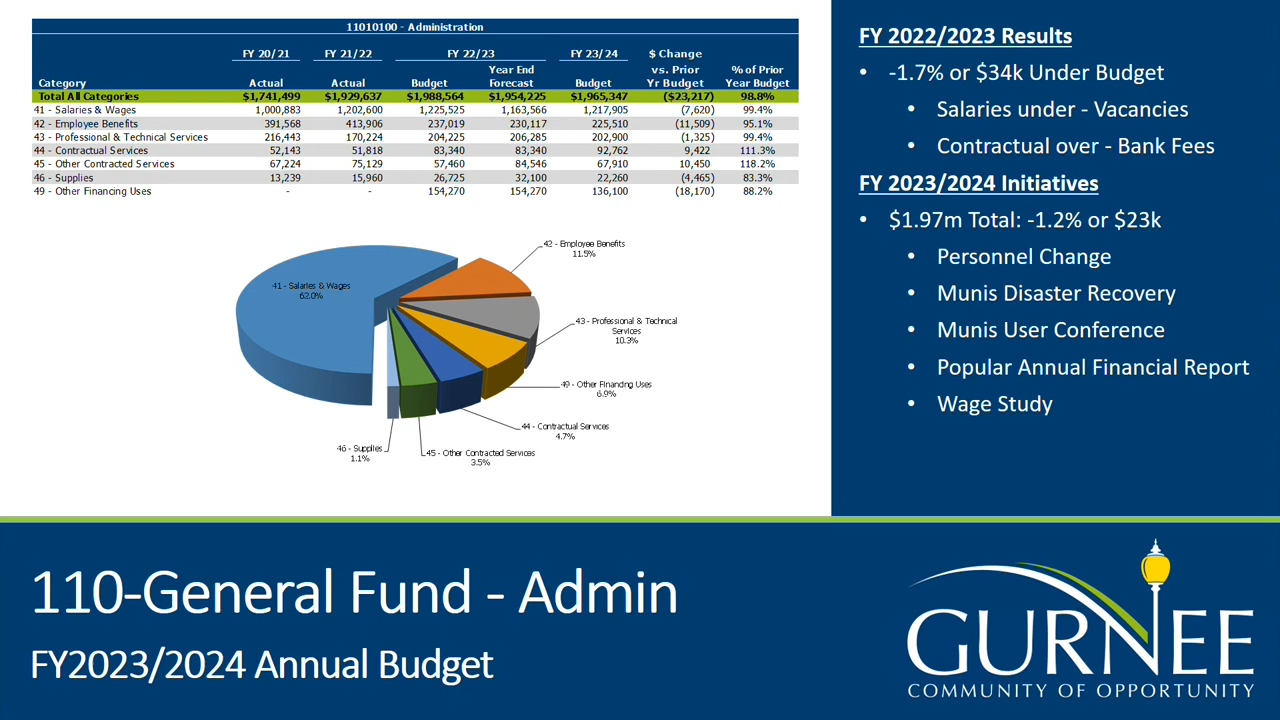 11010100 - Administration
FY 20/21 FY 21/22 FY 22/23 FY 23/24 $ Change
Year End vs. Prior % of Prior
Category Actual Actual Budget Forecast Budget Yr Budget Year Budget
Total All Categories $1,741,499 $1,929,637 $1,988,564 $1,954,225 $1,965,347 ($23,217) 98.8%
41 - Salaries & Wages 1,000,883 1,202,600 1,225,525 1,163,566 1,217,905 (7,620) 99.4%
42 - Employee Benefits 391,568 413,906 237,019 230,117 225,510 (11,509) 95.1%
43 - Professional & Technical Services 216,443 170,224 204,225 206,285 202,900 (1,325) 99.4%
44 - Contractual Services 52,143 51,818 83,340 83,340 92,762 9,422 111.3%
45 - Other Contracted Services 67,224 75,129 57,460 84,546 67,910 10,450 118.2%
46 - Supplies 13,239 15,960 26,725 32,100 22,260 (4,465) 83.3%
49 - Other Financing Uses - - 154,270 154,270 136,100 (18,170) 88.2%
42 - Employee Benefits
11.5%
41 - Salaries & Wages
62.0%
43 - Professional & Technical
Services
10.3%
49 - Other Financing Uses
6.9%
44 - Contractual Services
4.7%
46 - Supplies
1.1%
45 - Other Contracted Services
3.5%
FY 2022/2023 Results
• -1.7% or $34k Under Budget
• Salaries under - Vacancies
• Contractual over - Bank Fees
FY 2023/2024 Initiatives
• $1.97m Total: -1.2% or $23k
• Personnel Change
• Munis Disaster Recovery
• Munis User Conference
• Popular Annual Financial Report
• Wage Study
110-General Fund - Admin
FY2023/2024 Annual Budget
GURNEE
COMMUNITY OF OPPORTUNITY